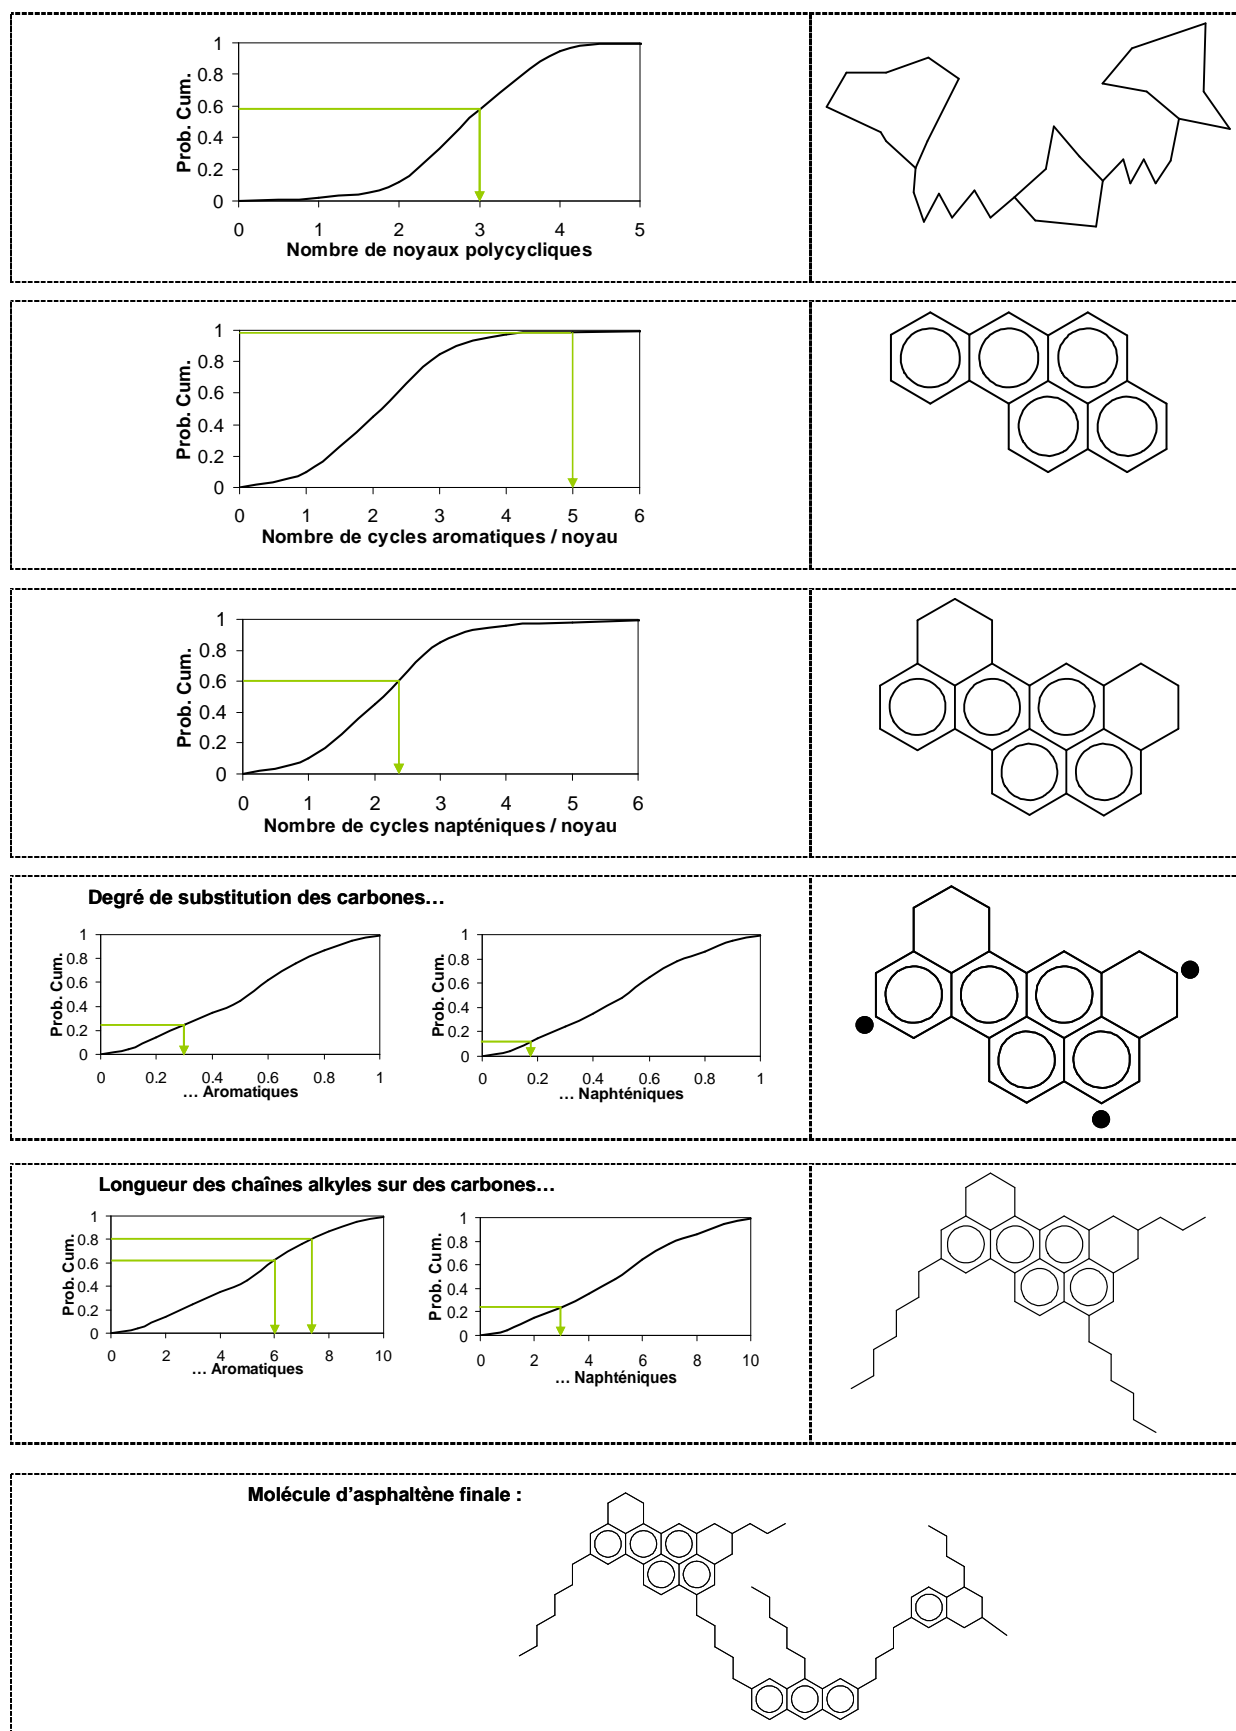 1
0.8
0.6
0.4
0.2
0
Prob. Cum.
0 1 2 3 4 5
Nombre de noyaux polycycliques
1
0.8
0.6
0.4
0.2
0
Prob. Cum.
0 1 2 3 4 5 6
Nombre de cycles aromatiques / noyau
1
0.8
0.6
0.4
0.2
0
Prob. Cum.
0 1 2 3 4 5 6
Nombre de cycles napténiques / noyau
Degré de substitution des carbones…
1
0.8
0.6
0.4
0.2
0
Prob. Cum.
0 0.2 0.4 0.6 0.8 1
… Aromatiques
1
0.8
0.6
0.4
0.2
0
Prob. Cum.
0 0.2 0.4 0.6 0.8 1
… Naphténiques
Longueur des chaînes alkyles sur des carbones…
1
0.8
0.6
0.4
0.2
0
Prob. Cum.
0 2 4 6 8 10
… Aromatiques
1
0.8
0.6
0.4
0.2
0
Prob. Cum.
0 2 4 6 8 10
… Naphténiques
Molécule d’asphaltène finale :